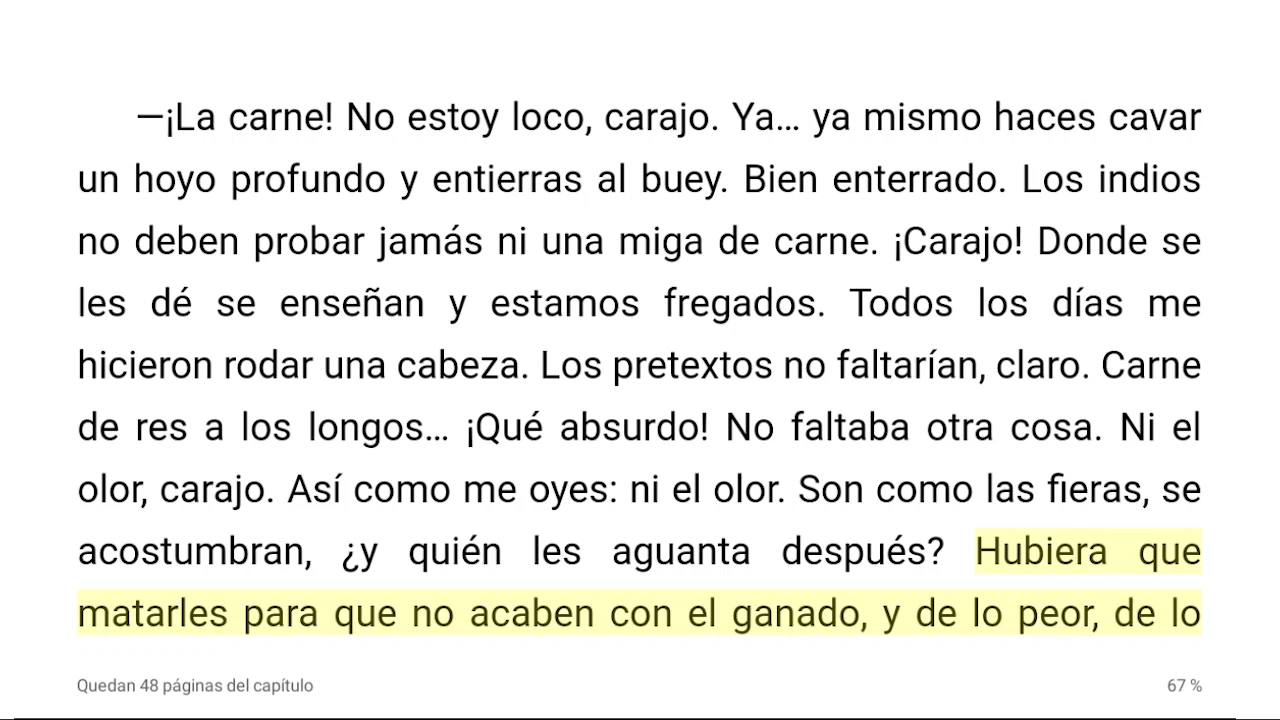 —¡La carne! No estoy loco, carajo. Ya… ya mismo haces cavar
un hoyo profundo y entierras al buey. Bien enterrado. Los indios
no deben probar jamás ni una miga de carne. ¡Carajo! Donde se
les dé se enseñan y estamos fregados. Todos los días me
hicieron rodar una cabeza. Los pretextos no faltarían, claro. Carne
de res a los longos… ¡Qué absurdo! No faltaba otra cosa. Ni el
olor, carajo. Así como me oyes: ni el olor. Son como las fieras, se
acostumbran, ¿y quién les aguanta después? Hubiera que
matarles para que no acaben con el ganado, y de lo peor, de lo
Quedan 48 páginas del capítulo
67 %